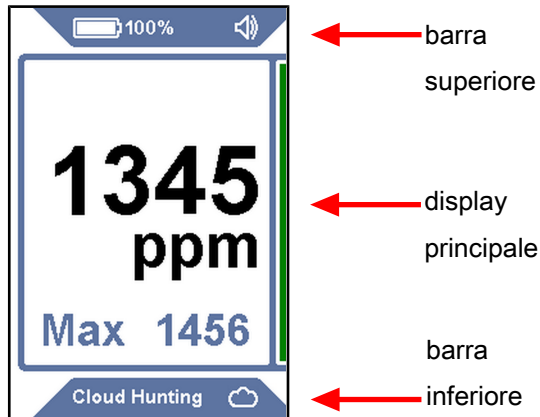 100%
barra
superiore
1345
ppm
display
principale
Max 1456
barra
Cloud Hunting
inferiore